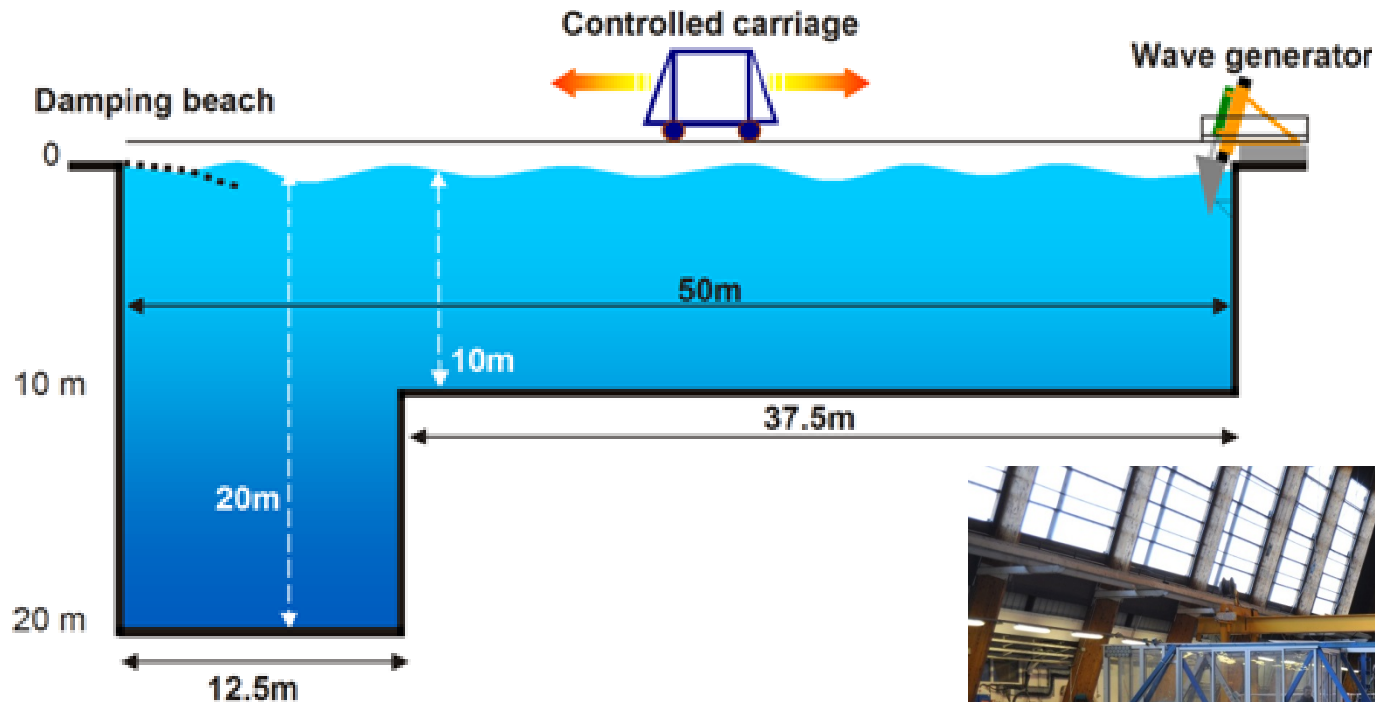 Controlled carriage
Wave generator
Damping beach
0
50m
10m
10 m
37.5m
20m
20 m
12.5m